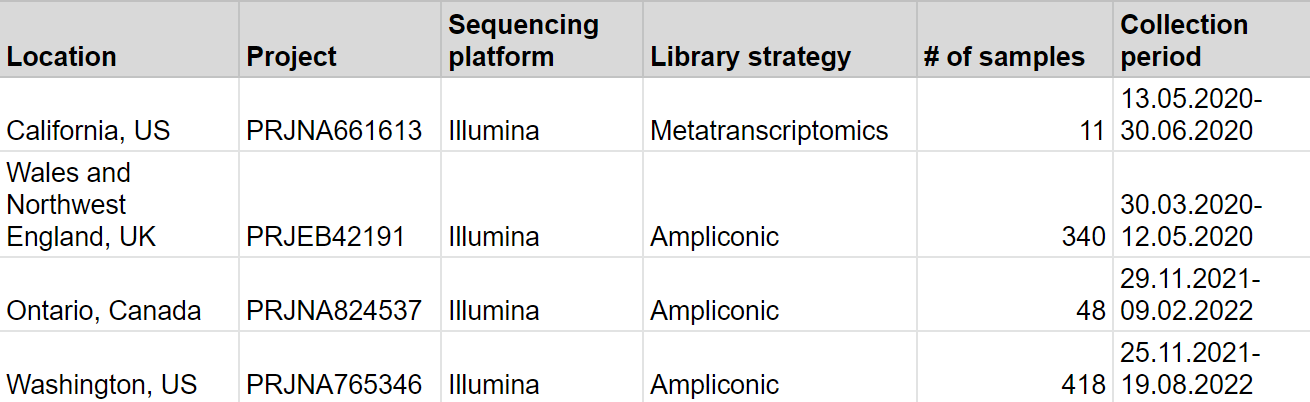 Location Project Sequencing platform Library strategy # of samples Collection period
California, US PRJNA661613 Illumina Metatranscriptomics 11 13.05.2020-30.06.2020
Wales and Northwest England, UK PRJEB42191 Illumina Ampliconic 340 30.03.2020-12.05.2020
Ontario, Canada PRJNA824537 Illumina Ampliconic 48 29.11.2021-09.02.2022
Washington, US PRJNA765346 Illumina Ampliconic 418 25.11.2021-19.08.2022